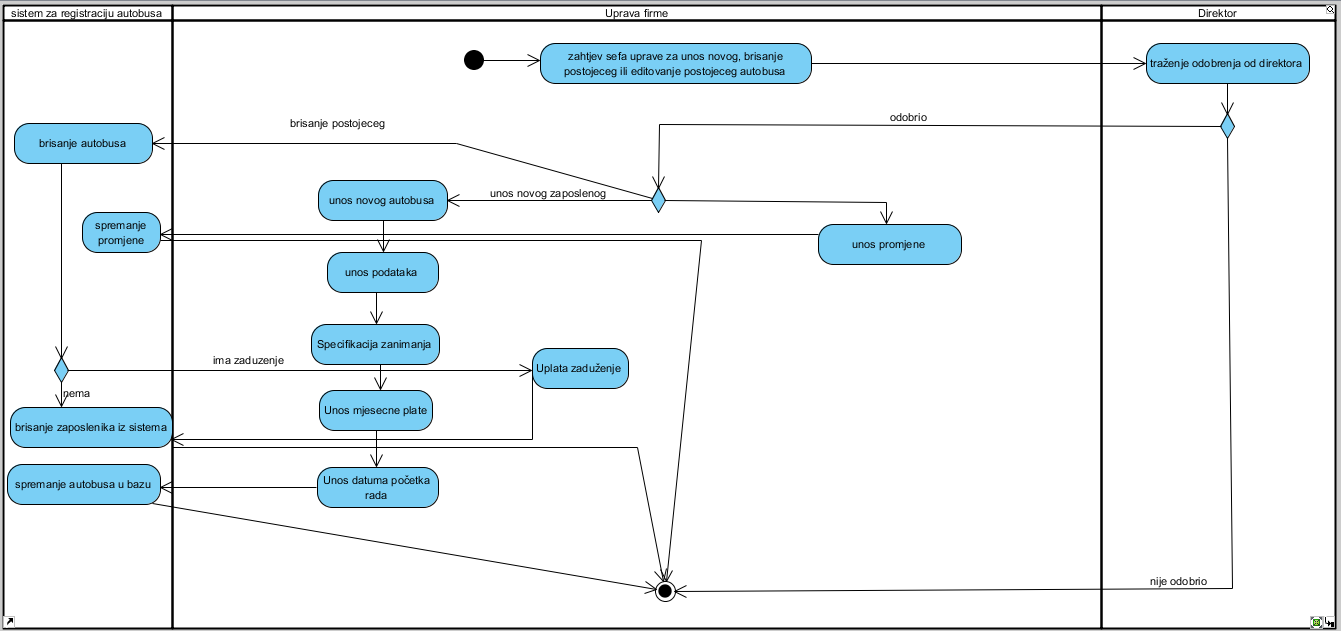 sistem za registraciju autobusa
Uprava firme
Direktor
zahtjev sefa uprave za unos novog, brisanje
postojeceg ili editovanje postojeceg autobusa
traženje odobrenja od direktora
odobrio
brisanje postojeceg
brisanje autobusa
unos novog zaposlenog
unos novog autobusa
spremanje
promjene
unos promjene
unos podataka
Specifikacija zanimanja
ima zaduzenje
Uplata zaduženje
nema
Unos mjesecne plate
brisanje zaposlenika iz sistema
spremanje autobusa u bazu
Unos datuma početka
rada
nije odobrio